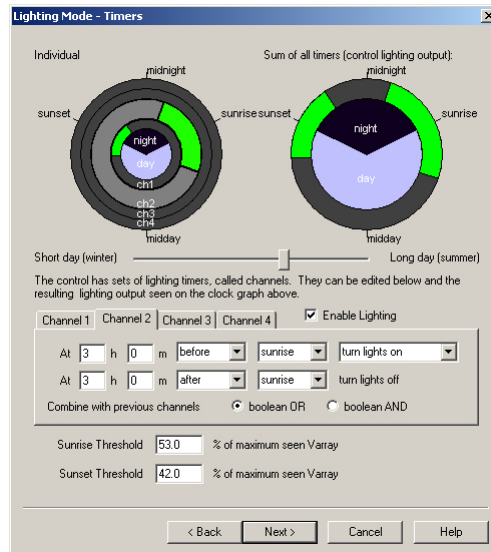 Lighting Mode - Timers
Individual
Sum of all timers (control lighting output):
midnight
sunset
sunrise
night
day
ch1
ch2
ch3
ch4
midday
midnight
sunset
sunrise
night
day
midday
Short day (winter)
Long day (summer)
The control has sets of lighting timers, called channels. They can be edited below and the
resulting lighting output seen on the clock graph above.
Channel 1 Channel 2 Channel 3 Channel 4 Enable Lighting
At 3 h 0 m before sunrise turn lights on
At 3 h 0 m after sunrise turn lights off
Combine with previous channels boolean OR boolean AND
Sunrise Threshold 53.0 % of maximum seen Varray
Sunset Threshold 42.0 % of maximum seen Varray
< Back Next > Cancel Help